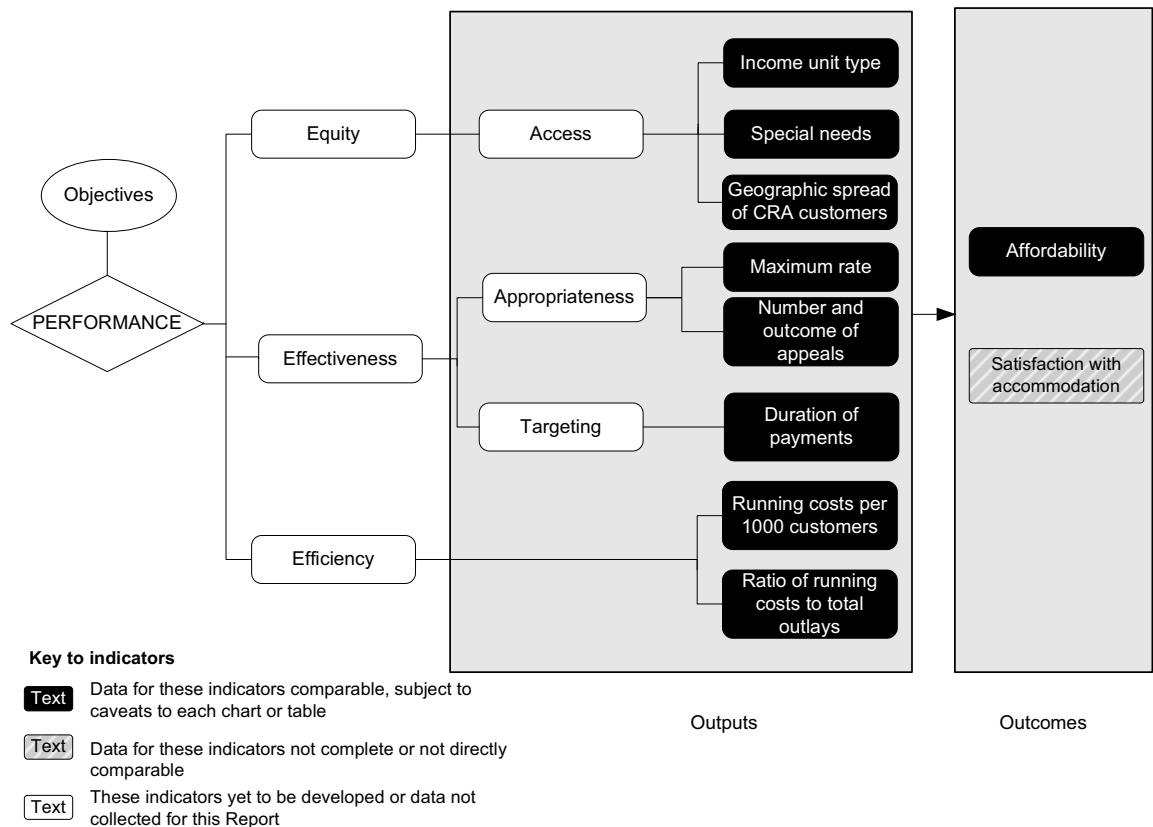 Objectives
PERFORMANCE
Equity
Effectiveness
Efficiency
Access
Appropriateness
Targeting
Income unit type
Special needs
Geographic spread
of CRA customers
Maximum rate
Number and
outcome of
appeals
Duration of
payments
Running costs per
1000 customers
Ratio of running
costs to total
outlays
Affordability
Satisfaction with
accommodation
Outputs
Outcomes
Key to indicators
Text
Data for these indicators comparable, subject to
caveats to each chart or table
Text
Data for these indicators not complete or not directly
comparable
Text
These indicators yet to be developed or data not
collected for this Report